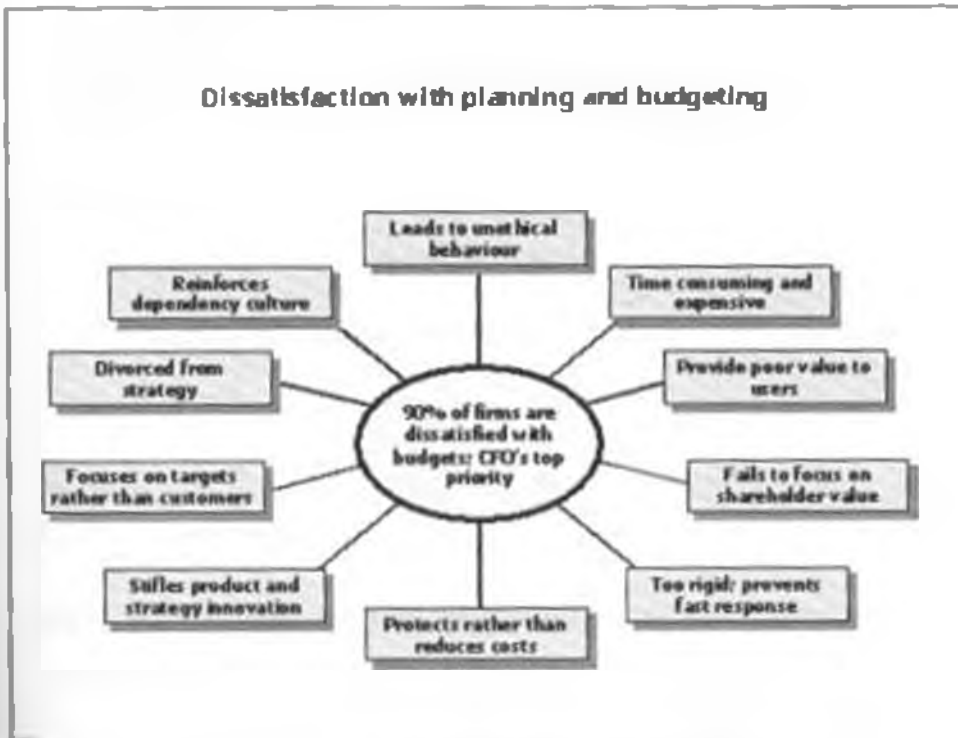 Dissatisfaction with planning and budgeting
Leads to unethical
behaviour
Reinforces
dependency culture
Time consuming and
expensive
Divorced from
strategy
Provide poor value to
users
90% of firms are
dissatisfied with
budgets; CFO's top
priority
Focuses on targets
rather than customers
Fails to focus on
shareholder value
Stifles product and
strategy innovation
Too rigid; prevents
fast response
Protects rather than
reduces costs